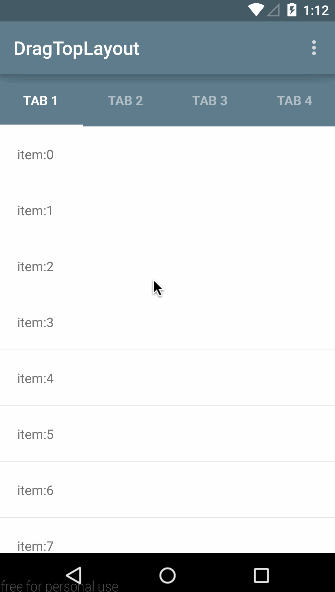 1:12
DragTopLayout
TAB 1 TAB 2 TAB 3 TAB 4
item:0
item:1
item:2
item:3
item:4
item:5
item:6
item:7
free for personal use